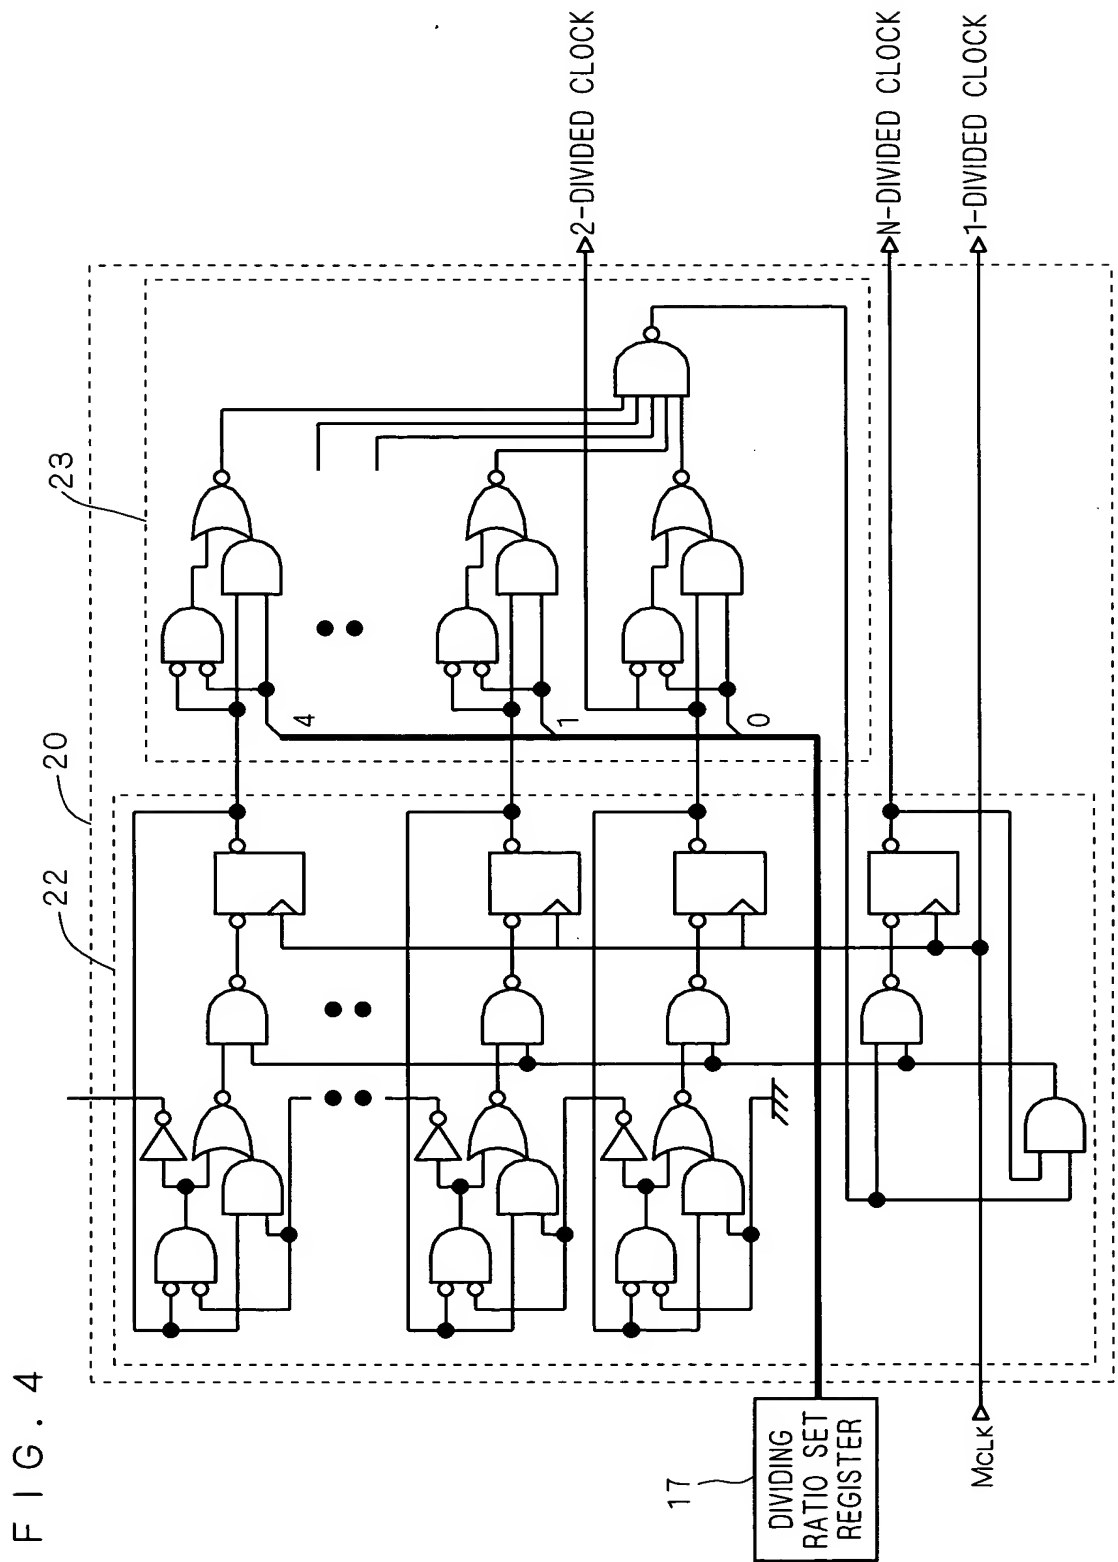 F I G . 4
20
22
23
4
1
0
2-DIVIDED CLOCK
N-DIVIDED CLOCK
1-DIVIDED CLOCK
17
DIVIDING
RATIO SET
REGISTER
MCLK